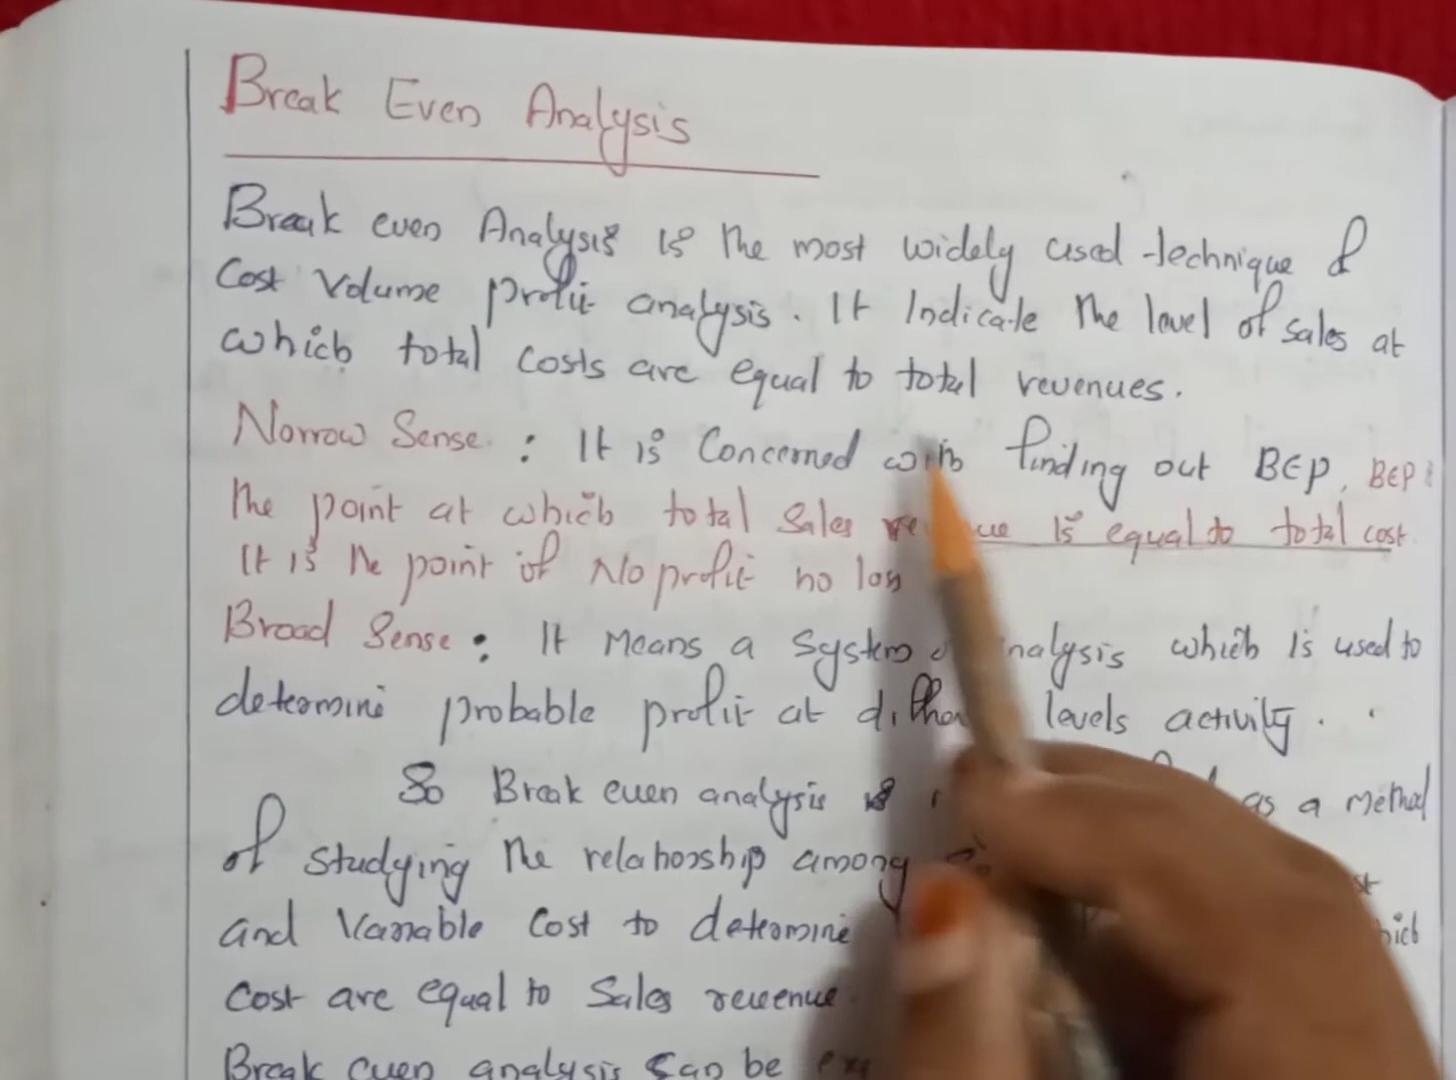 Break Even Analysis
Break even Analysis is the most widely used technique of
Cost Volume profit analysis. It Indicate the level of sales at
which total costs are equal to total revenues.
Norrow Sense : It is Concerned with finding out BEP. BEP:
The point at which total Sales is equal to total cost.
It is the point of No profit no loss
Broad Sense : It Means a System analysis which is used to
determine probable profit at levels activity.
So Break even analysis as a method
of studying the relationship among
and Variable Cost to determine which
Cost are equal to Sales revenue.
Break even analysis can be